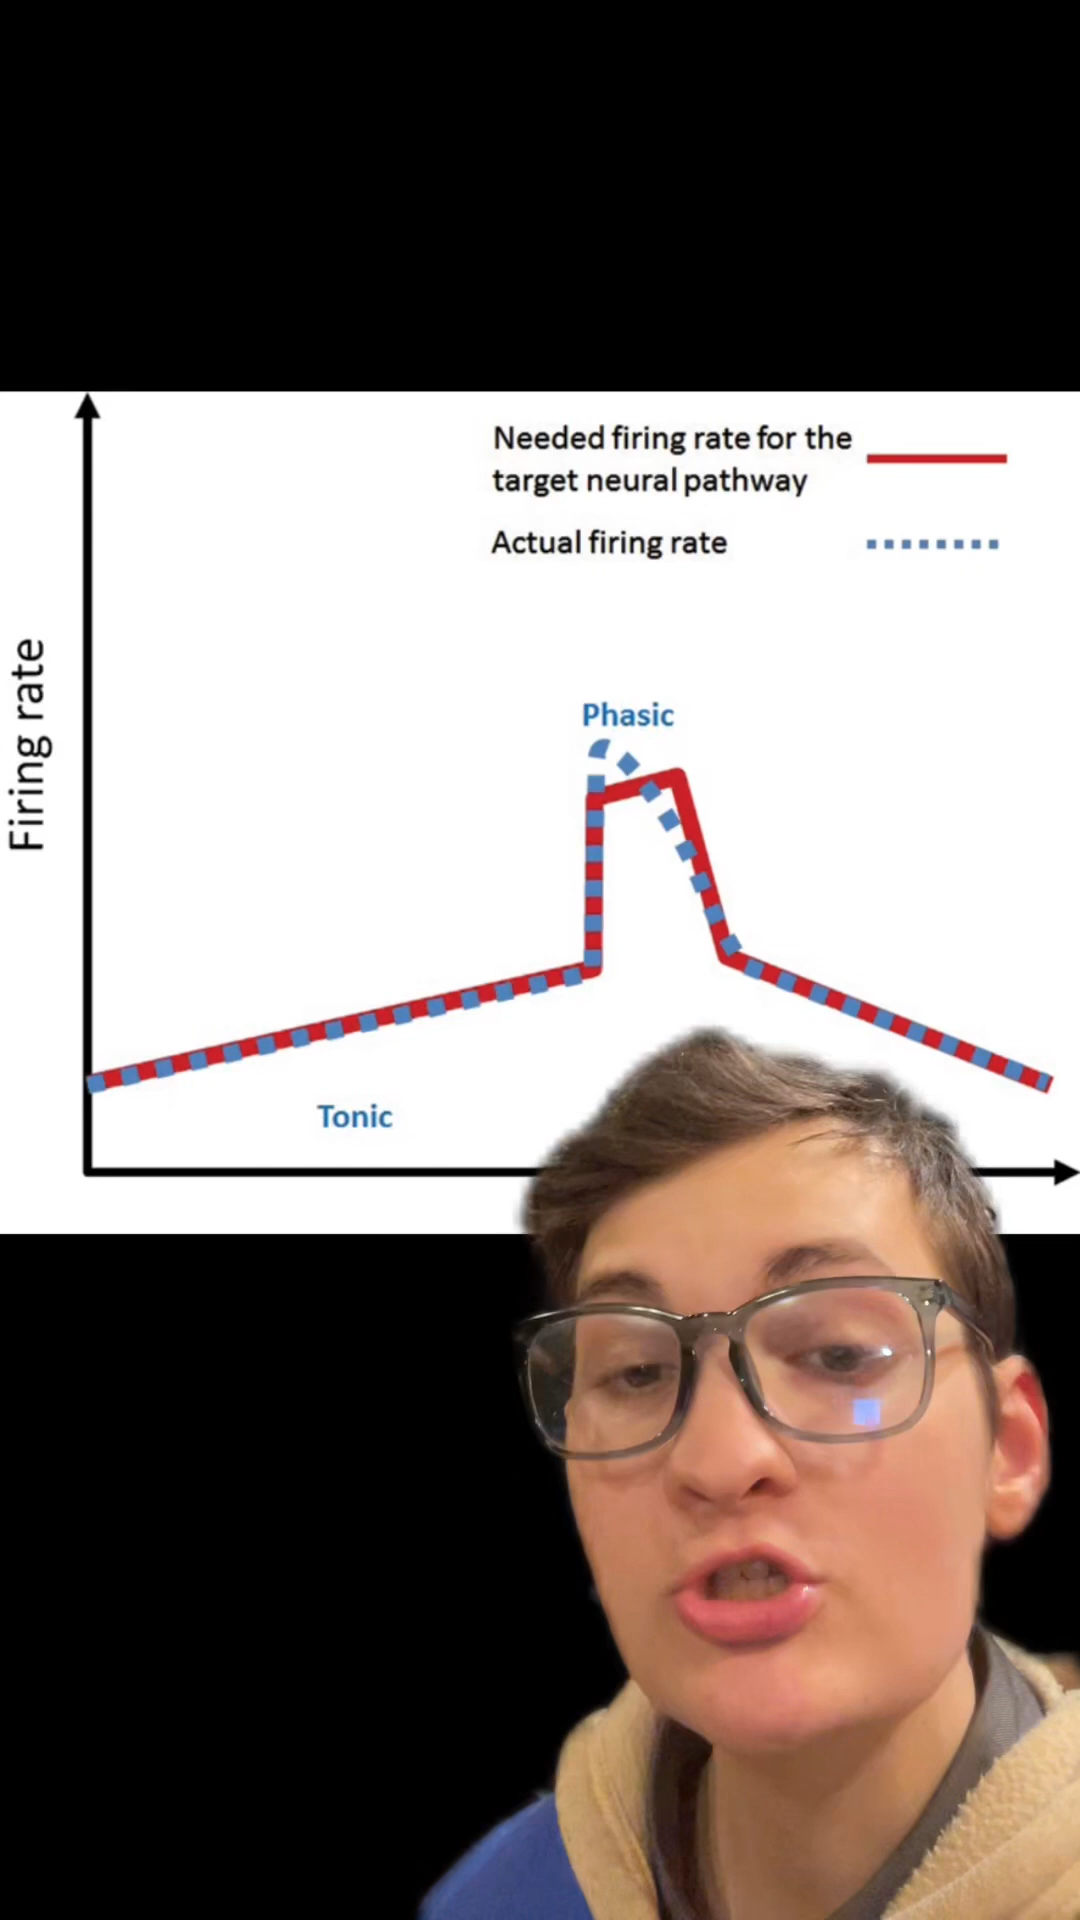 Needed firing rate for the
target neural pathway
Actual firing rate
Firing rate
Phasic
Tonic